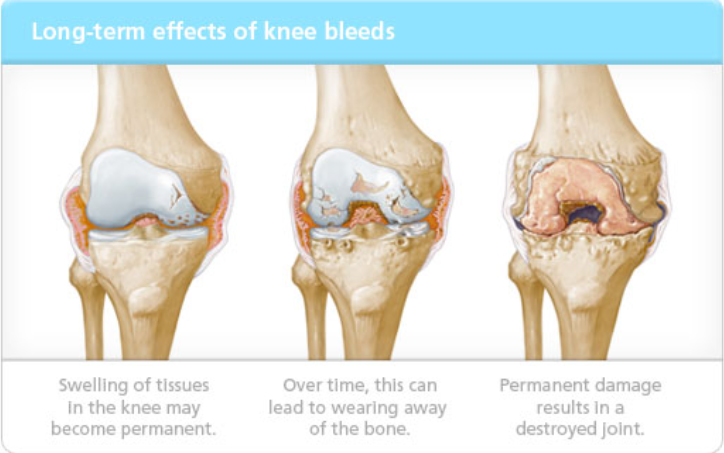 Long-term effects of knee bleeds
Swelling of tissues
in the knee may
become permanent.
Over time, this can
lead to wearing away
of the bone.
Permanent damage
results in a
destroyed joint.